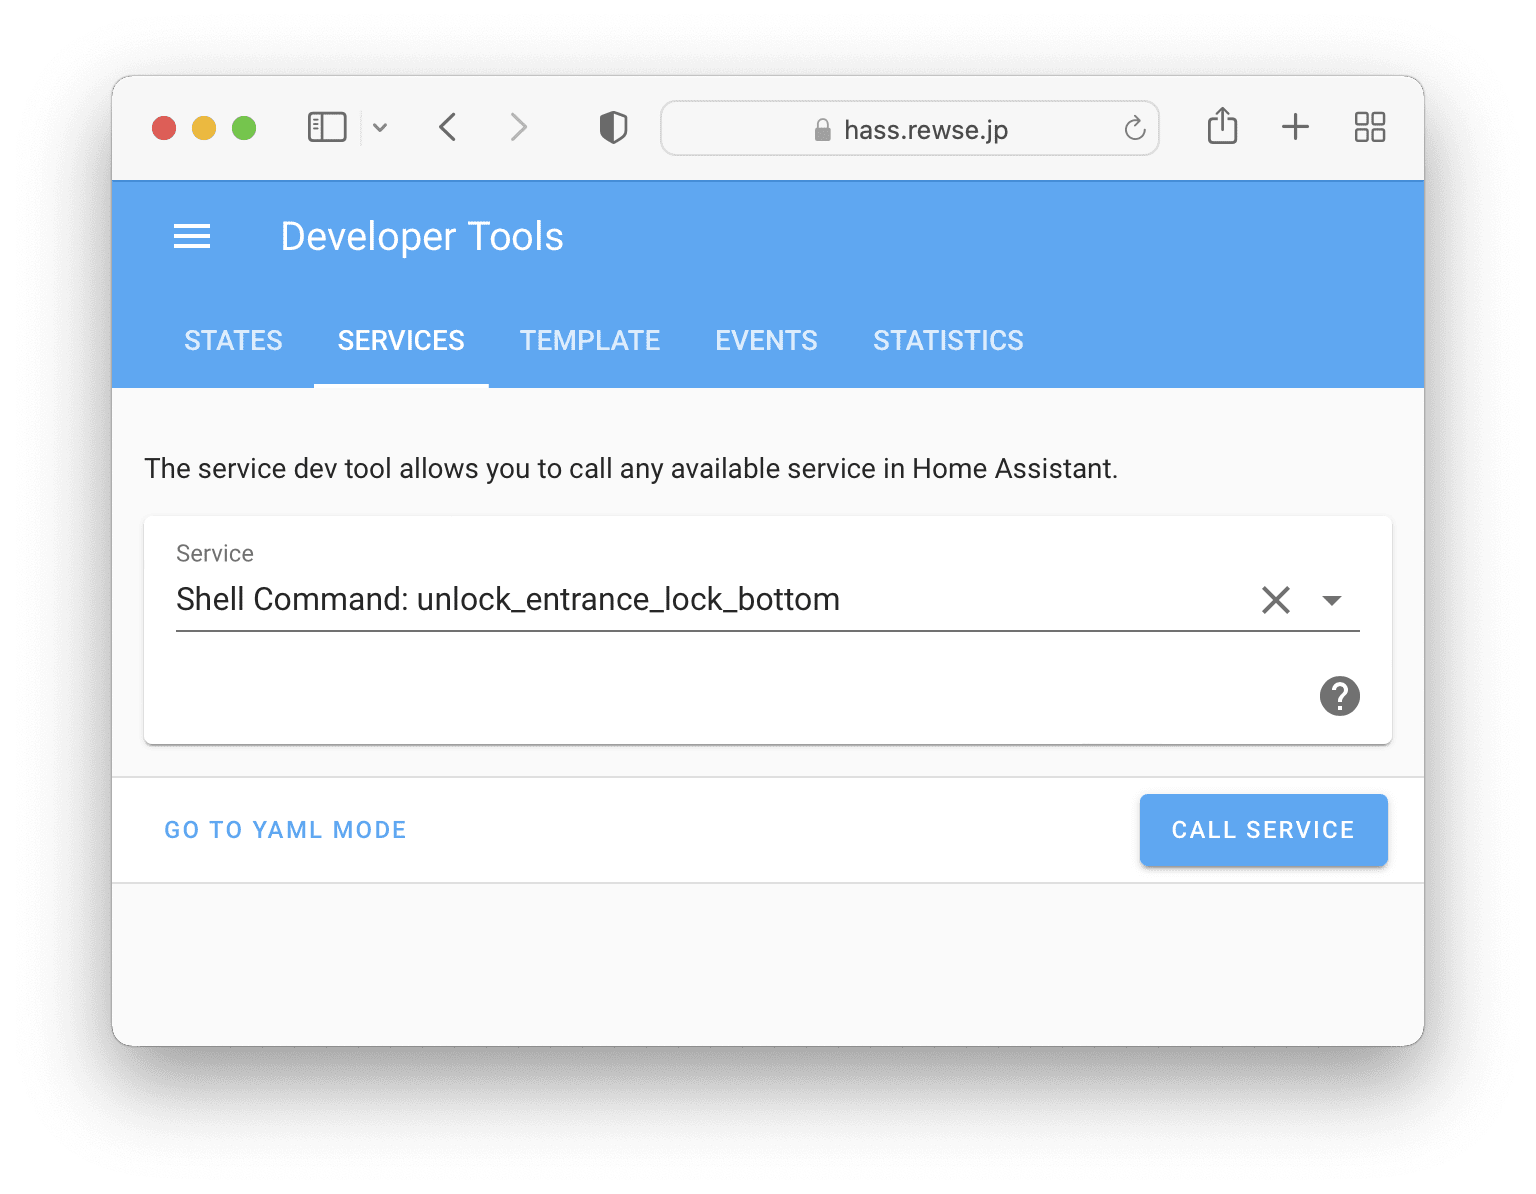 hass.rewse.jp
Developer Tools
STATES SERVICES TEMPLATE EVENTS STATISTICS
The service dev tool allows you to call any available service in Home Assistant.
Service
Shell Command: unlock_entrance_lock_bottom
?
GO TO YAML MODE CALL SERVICE